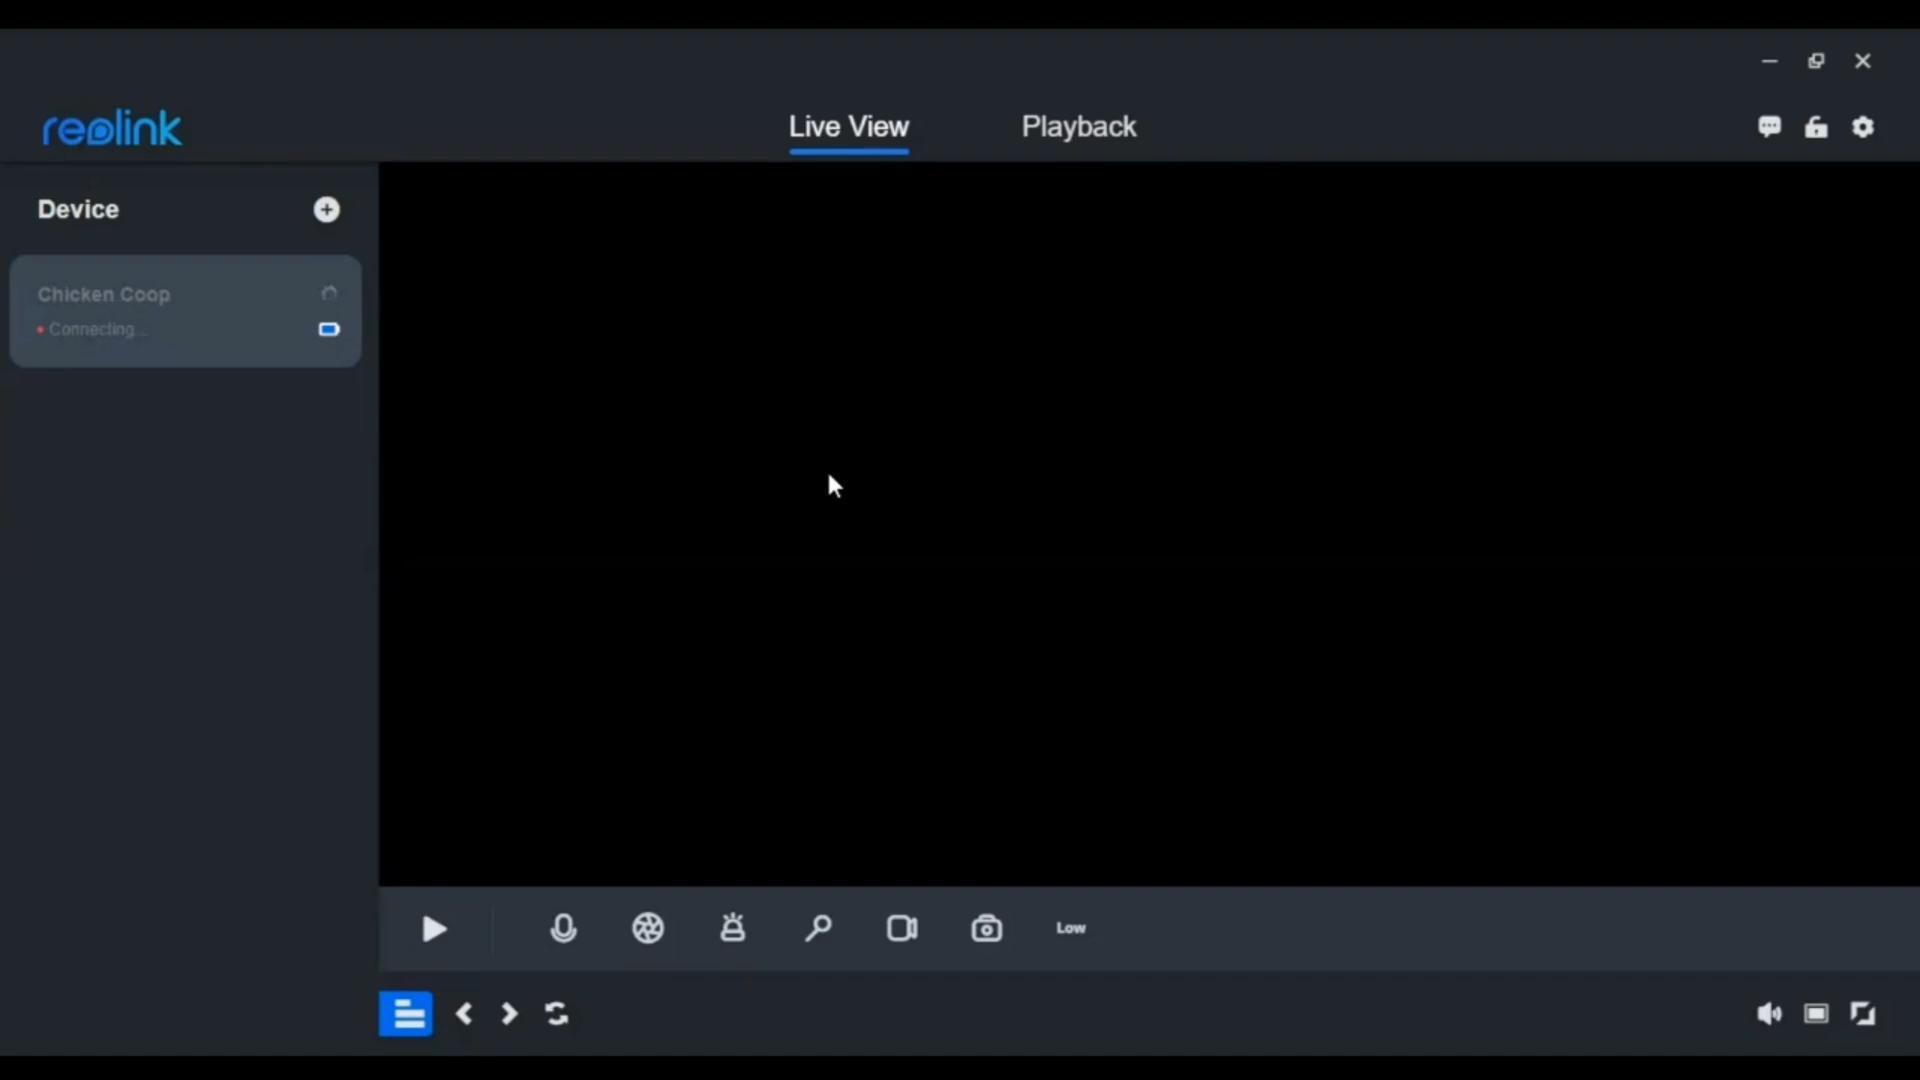 reolink
Live View
Playback
Device
Chicken Coop
Connecting...
Low